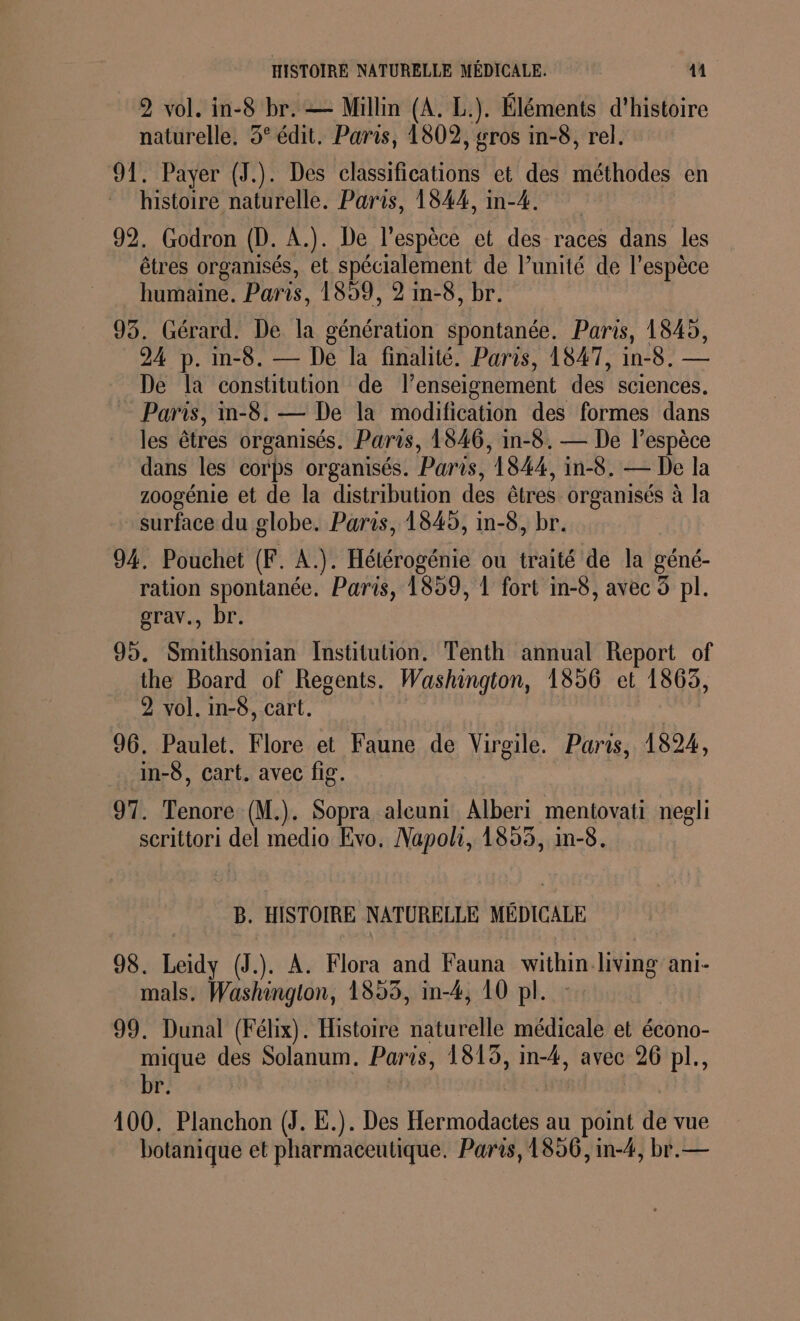 HISTOIRE NATURELLE MÉDICALE. 11
2 vol. in-8 br. — Millin (A. L.). Éléments d'histoire
naturelle. 3e édit. Paris, 1802, gros in-8, rel.
91. Payer (J.). Des classifications et des méthodes en
histoire naturelle. Paris, 1844, in-4.
92. Godron (D. A.). De l'espèce et des races dans les
êtres organisés, et spécialement de l'unité de l'espèce
humaine. Paris, 1859, 2 in-8, br.
93. Gérard. De la génération spontanée. Paris, 1845,
24 p. in-8. — De la finalité. Paris, 1847, in-8. —
De la constitution de l'enseignement des sciences.
Paris, in-8. — De la modification des formes dans
les êtres organisés. Paris, 1846, in-8. — De l'espèce
dans les corps organisés. Paris, 1844, in-8. — De la
zoogénie et de la distribution des êtres organisés à la
surface du globe. Paris, 1845, in-8, br.
94. Pouchet (F. A.). Hétérogénie ou traité de la géné-
ration spontanée. Paris, 1859, 1 fort in-8, avec 3 pl.
grav., br.
95. Smithsonian Institution. Tenth annual Report of
the Board of Regents. Washington, 1856 et 1863,
2 vol. in-8, cart.
96. Paulet. Flore et Faune de Virgile. Paris, 1824,
in-8, cart. avec fig.
97. Tenore (M.). Sopra alcuni Alberi mentovati negli
scrittori del medio Evo. Napoli, 1853, in-8.
B. HISTOIRE NATURELLE MÉDICALE
98. Leidy (J.). A. Flora and Fauna within living ani-
mals. Washington, 1853, in-4, 10 pl.
99. Dunal (Félix). Histoire naturelle médicale et écono-
mique des Solanum. Paris, 1813, in-4, avec 26 pl.,
br.
100. Planchon (J. E.). Des Hermodactes au point de vue
botanique et pharmaceutique. Paris, 1856, in-4, br.—